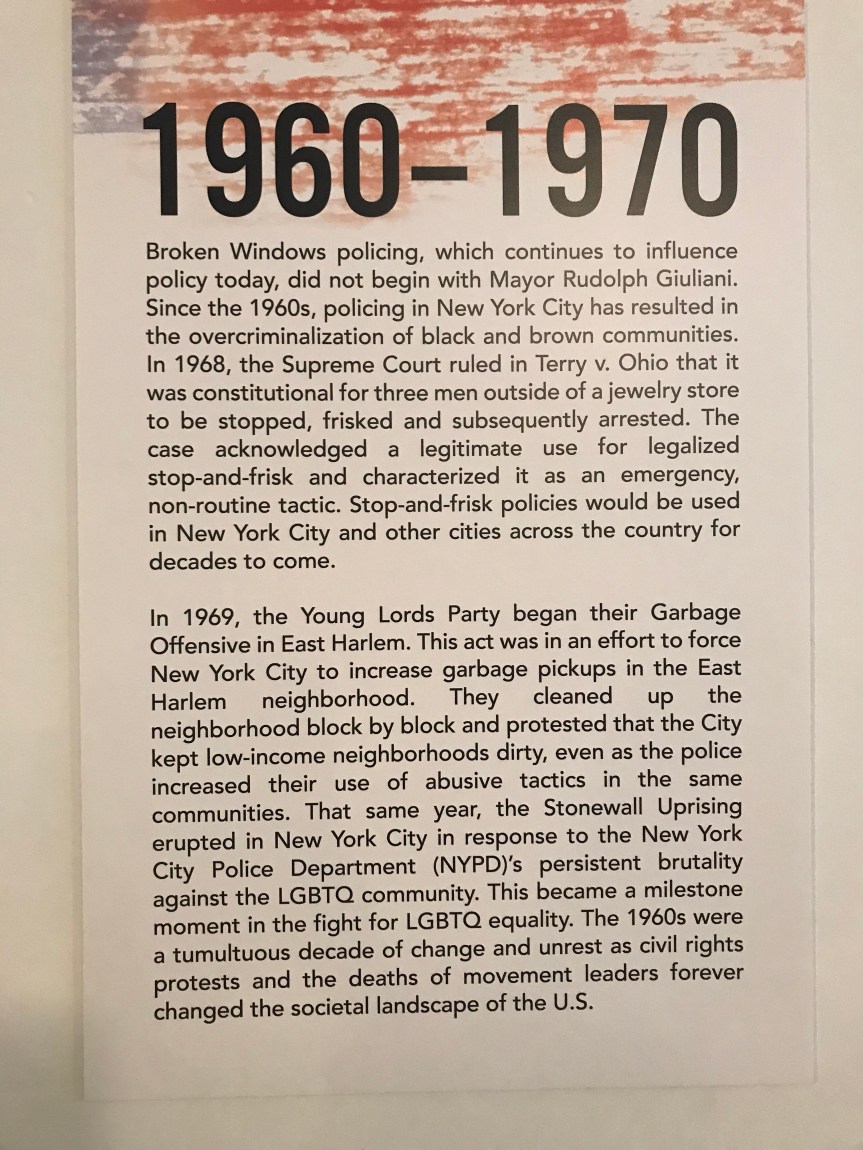 1960–1970
Broken Windows policing, which continues to influence
policy today, did not begin with Mayor Rudolph Giuliani.
Since the 1960s, policing in New York City has resulted in
the overcriminalization of black and brown communities.
In 1968, the Supreme Court ruled in Terry v. Ohio that it
was constitutional for three men outside of a jewelry store
to be stopped, frisked and subsequently arrested. The
case acknowledged a legitimate use for legalized
stop-and-frisk and characterized it as an emergency,
non-routine tactic. Stop-and-frisk policies would be used
in New York City and other cities across the country for
decades to come.
In 1969, the Young Lords Party began their Garbage
Offensive in East Harlem. This act was in an effort to force
New York City to increase garbage pickups in the East
Harlem neighborhood. They cleaned up the
neighborhood block by block and protested that the City
kept low-income neighborhoods dirty, even as the police
increased their use of abusive tactics in the same
communities. That same year, the Stonewall Uprising
erupted in New York City in response to the New York
City Police Department (NYPD)'s persistent brutality
against the LGBTQ community. This became a milestone
moment in the fight for LGBTQ equality. The 1960s were
a tumultuous decade of change and unrest as civil rights
protests and the deaths of movement leaders forever
changed the societal landscape of the U.S.